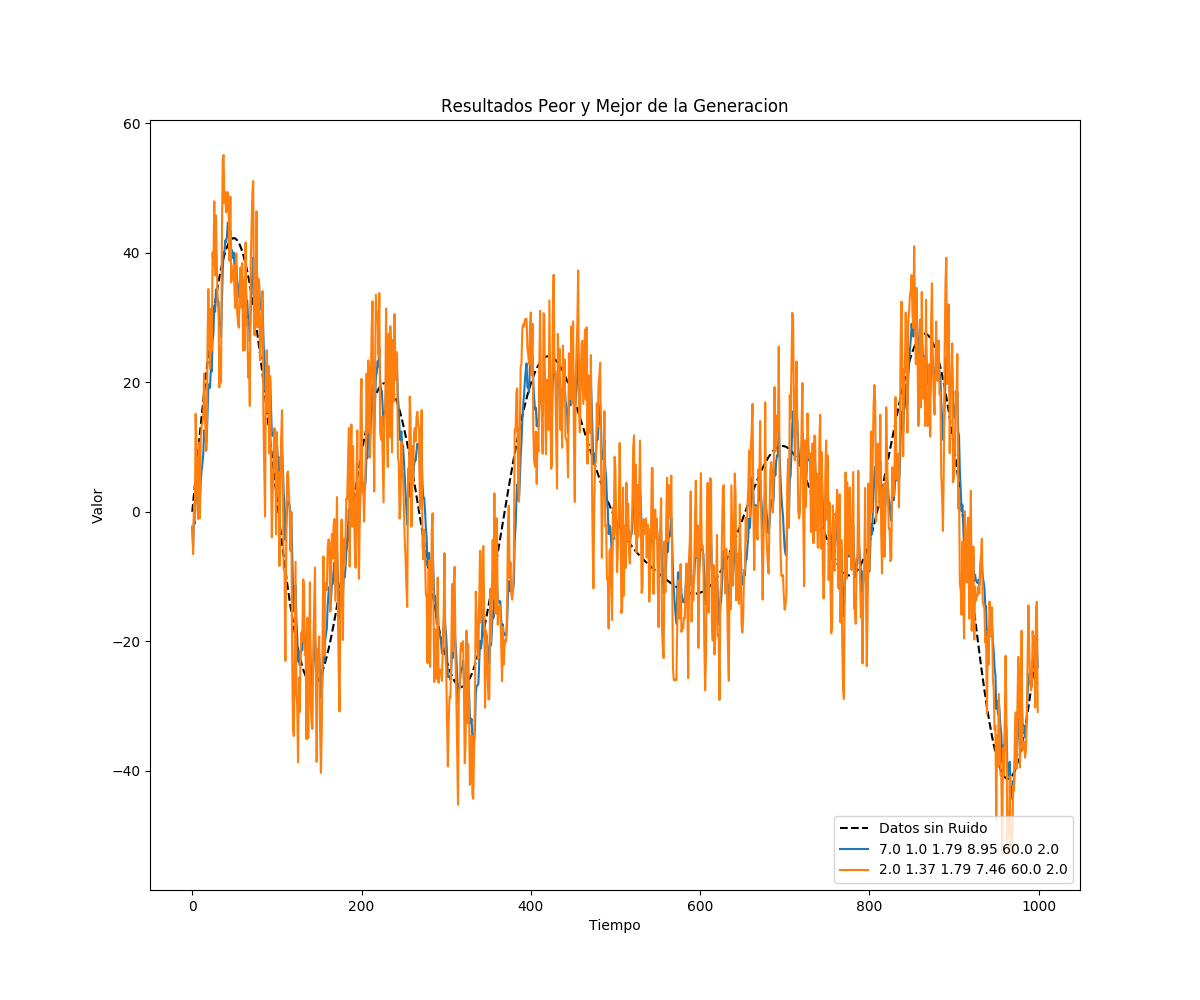 Resultados Peor y Mejor de la Generacion
60
40
20
0
−20
−40
Valor
0
200
400
600
800
1000
Tiempo
Datos sin Ruido
7.0 1.0 1.79 8.95 60.0 2.0
2.0 1.37 1.79 7.46 60.0 2.0